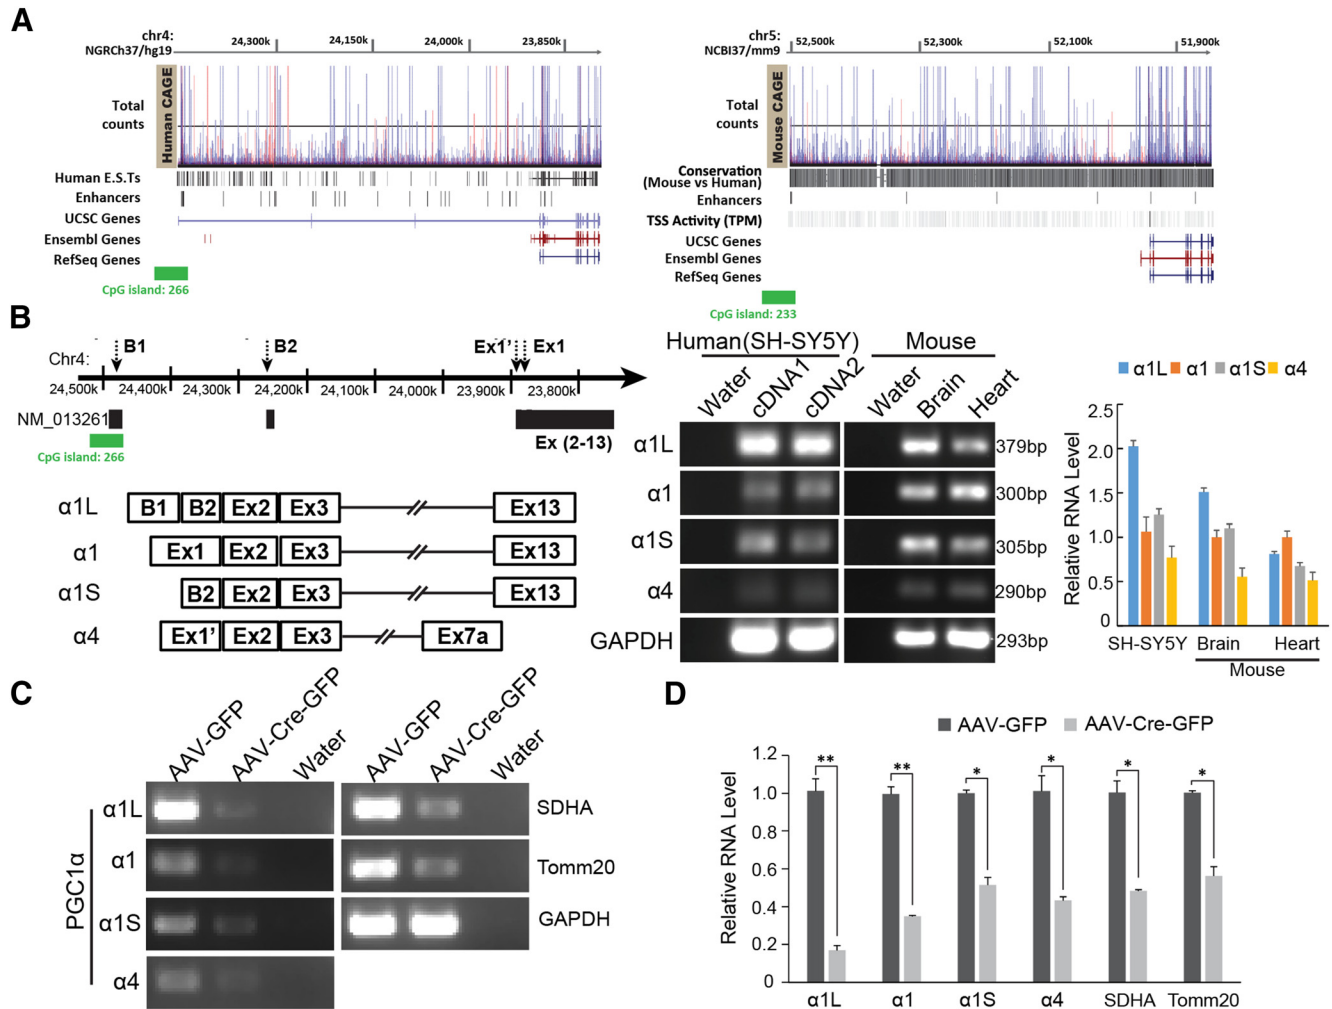 A
chr4:
NGRCh37/hg19
24,300k 24,150k 24,000k 23,850k
Human CAGE
Total
counts
Human E.S.Ts
Enhancers
UCSC Genes
Ensembl Genes
RefSeq Genes
CpG island: 266
chr5:
NCBI37/mm9
52,500k 52,300k 52,100k 51,900k
Mouse CAGE
Total
counts
Conservation
(Mouse vs Human)
Enhancers
TSS Activity (TPM)
UCSC Genes
Ensembl Genes
RefSeq Genes
CpG island: 233
B
B1 B2 Ex1' Ex1
Chr4:
24,500k 24,400k 24,300k 24,200k 24,100k 24,000k 23,900k 23,800k
NM_013261
Ex (2-13)
CpG island: 266
α1L B1 B2 Ex2 Ex3 Ex13
α1 Ex1 Ex2 Ex3 Ex13
α1S B2 Ex2 Ex3 Ex13
α4 Ex1' Ex2 Ex3 Ex7a
Human(SH-SY5Y) Mouse
Water cDNA1 cDNA2 Water Brain Heart
α1L 379bp
α1 300bp
α1S 305bp
α4 290bp
GAPDH 293bp
α1L α1 α1S α4
Relative RNA Level
2.5
2.0
1.5
1.0
0.5
0
SH-SY5Y Brain Heart
Mouse
C
AAV-GFP AAV-Cre-GFP Water AAV-GFP AAV-Cre-GFP Water
PGC1α
α1L SDHA
α1 Tomm20
α1S GAPDH
α4
D
AAV-GFP AAV-Cre-GFP
Relative RNA Level
1.2
1.0
0.8
0.6
0.4
0.2
0
** ** * * * *
α1L α1 α1S α4 SDHA Tomm20